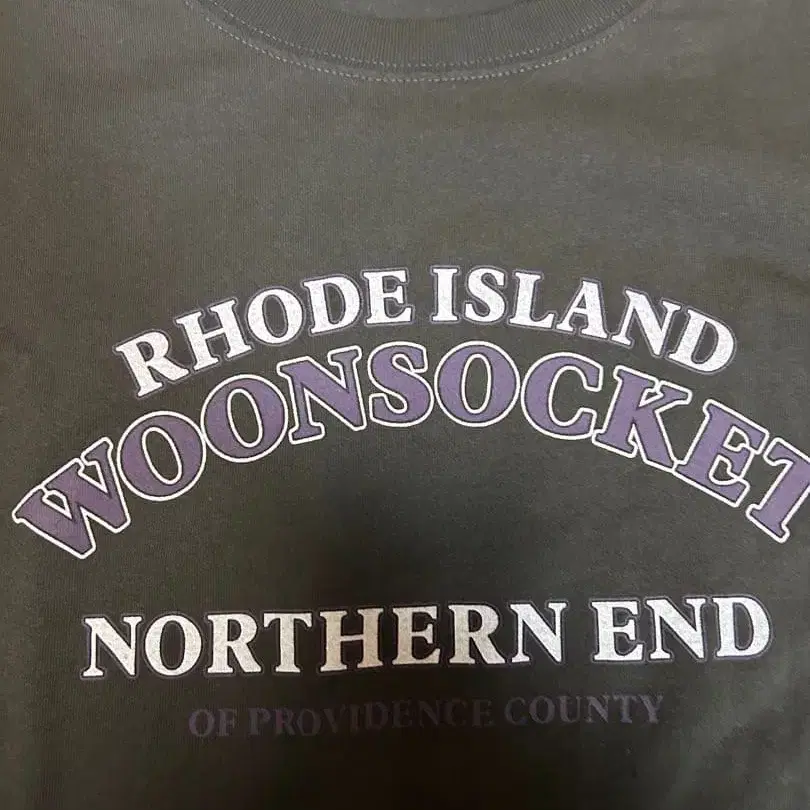 RHODE ISLAND
WOONSOCKET
NORTHERN END
OF PROVIDENCE COUNTY